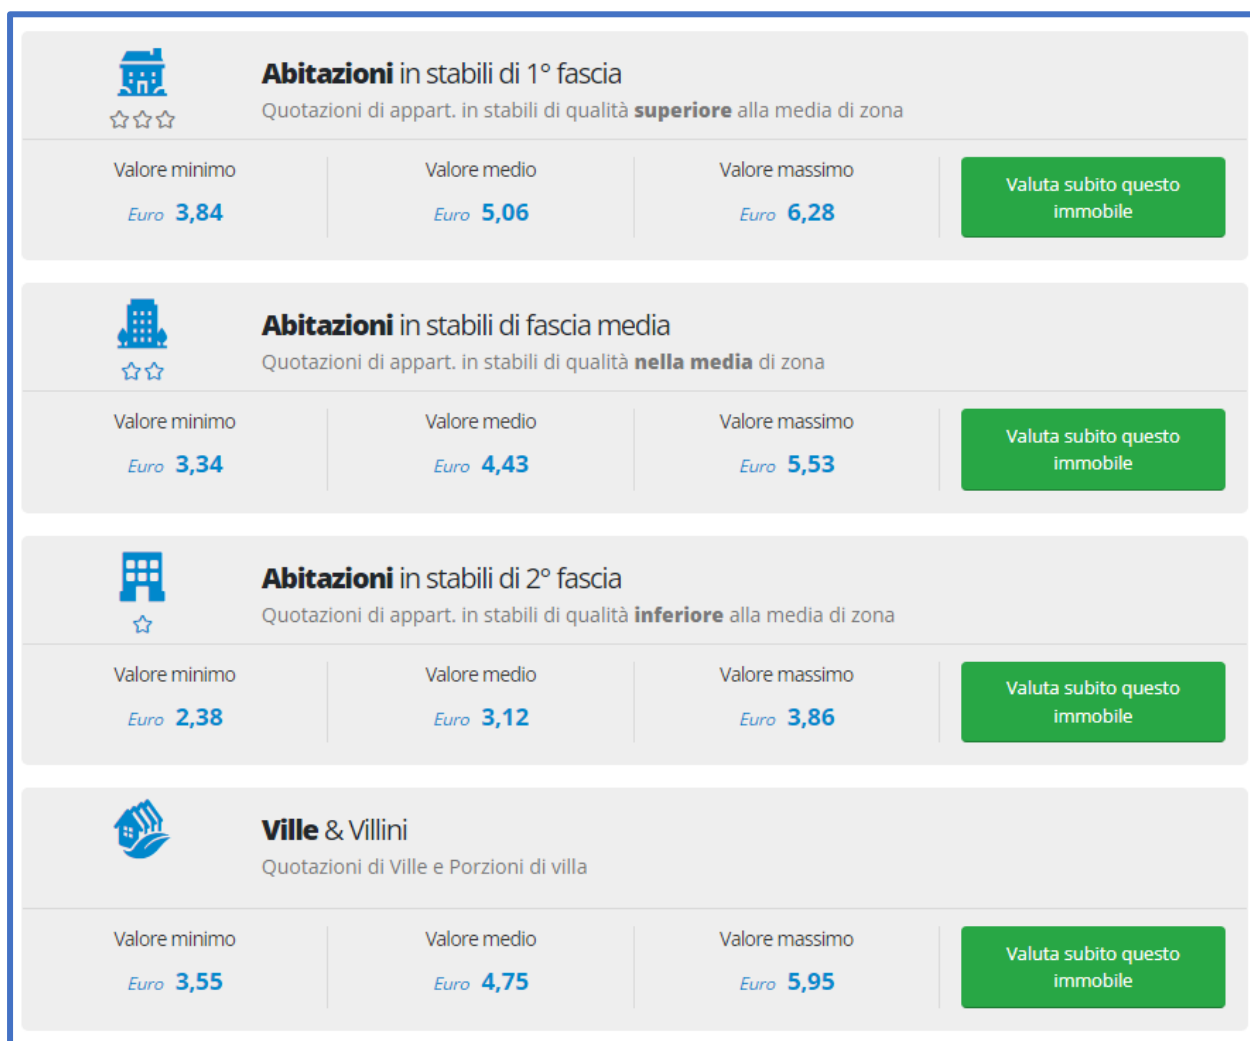 Abitazioni in stabili di 1° fascia
Quotazioni di appart. in stabili di qualità superiore alla media di zona
Valore minimo
Valore medio
Valore massimo
Euro 3,84
Euro 5,06
Euro 6,28
Valuta subito questo
immobile
Abitazioni in stabili di fascia media
Quotazioni di appart. in stabili di qualità nella media di zona
Valore minimo
Valore medio
Valore massimo
Euro 3,34
Euro 4,43
Euro 5,53
Valuta subito questo
immobile
Abitazioni in stabili di 2° fascia
Quotazioni di appart. in stabili di qualità inferiore alla media di zona
Valore minimo
Valore medio
Valore massimo
Euro 2,38
Euro 3,12
Euro 3,86
Valuta subito questo
immobile
Ville & Villini
Quotazioni di Ville e Porzioni di villa
Valore minimo
Valore medio
Valore massimo
Euro 3,55
Euro 4,75
Euro 5,95
Valuta subito questo
immobile